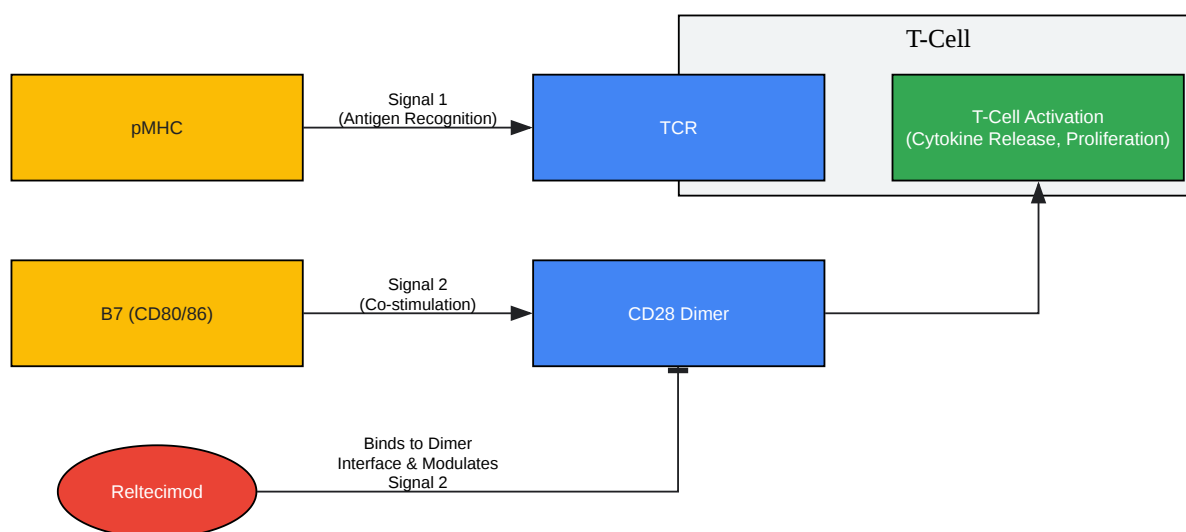 T-Cell
pMHC
Signal 1
(Antigen Recognition)
TCR
T-Cell Activation
(Cytokine Release, Proliferation)
B7 (CD80/86)
Signal 2
(Co-stimulation)
CD28 Dimer
Reltecimod
Binds to Dimer
Interface & Modulates
Signal 2